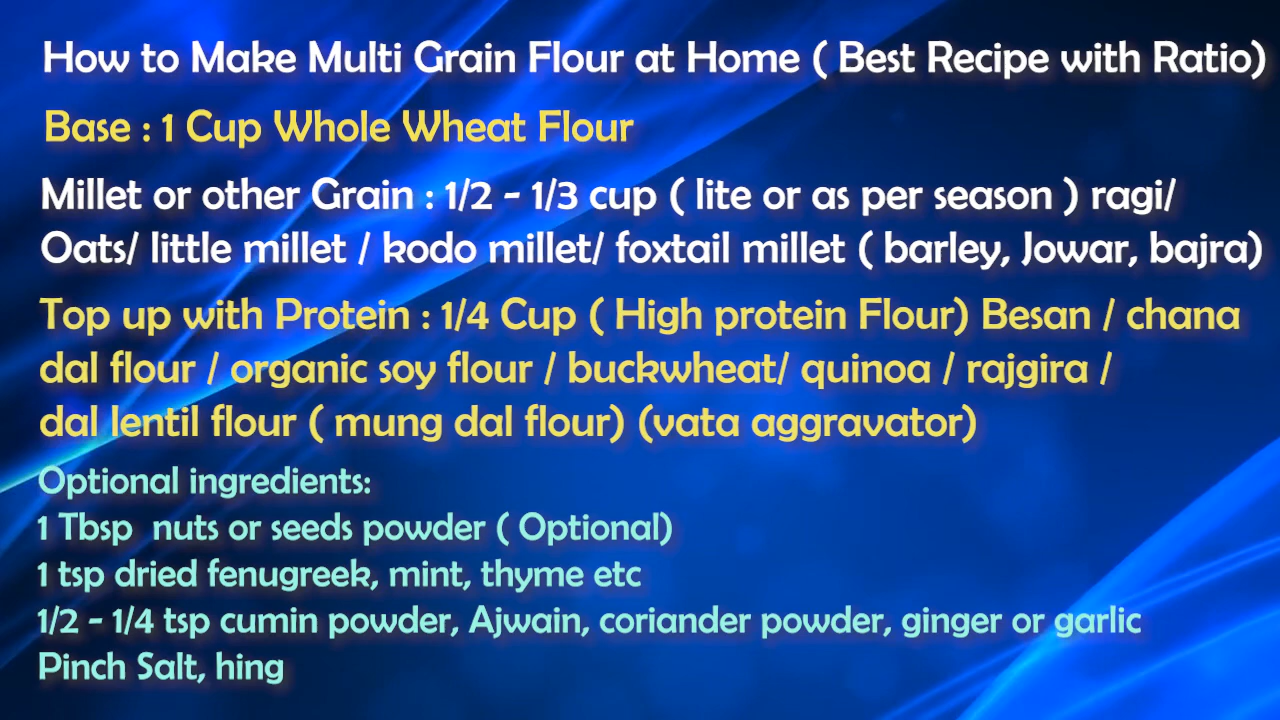 How to Make Multi Grain Flour at Home ( Best Recipe with Ratio)
Base : 1 Cup Whole Wheat Flour
Millet or other Grain : 1/2 - 1/3 cup ( lite or as per season ) ragi/
Oats/ little millet / kodo millet/ foxtail millet ( barley, Jowar, bajra)
Top up with Protein : 1/4 Cup ( High protein Flour) Besan / chana
dal flour / organic soy flour / buckwheat/ quinoa / rajgira /
dal lentil flour ( mung dal flour) (vata aggravator)
Optional ingredients:
1 Tbsp  nuts or seeds powder ( Optional)
1 tsp dried fenugreek, mint, thyme etc
1/2 - 1/4 tsp cumin powder, Ajwain, coriander powder, ginger or garlic
Pinch Salt, hing